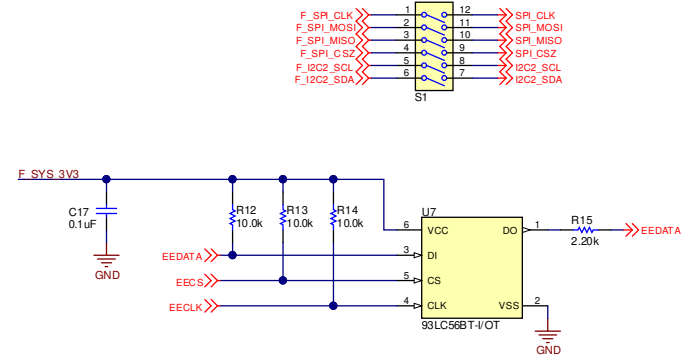 F_SPI_CLK 1 12 SPI_CLK
F_SPI_MOSI 2 11 SPI_MOSI
F_SPI_MISO 3 10 SPI_MISO
F_SPI_CSZ 4 9 SPI_CSZ
F_I2C2_SCL 5 8 I2C2_SCL
F_I2C2_SDA 6 7 I2C2_SDA
S1
F_SYS_3V3
C17
0.1uF
GND
R12
10.0k
R13
10.0k
R14
10.0k
U7
6 VCC DO 1
R15
2.20k
EEDATA
EEDATA 3 DI
EECS 5 CS
EECLK 4 CLK VSS 2
93LC56BT-I/OT
GND